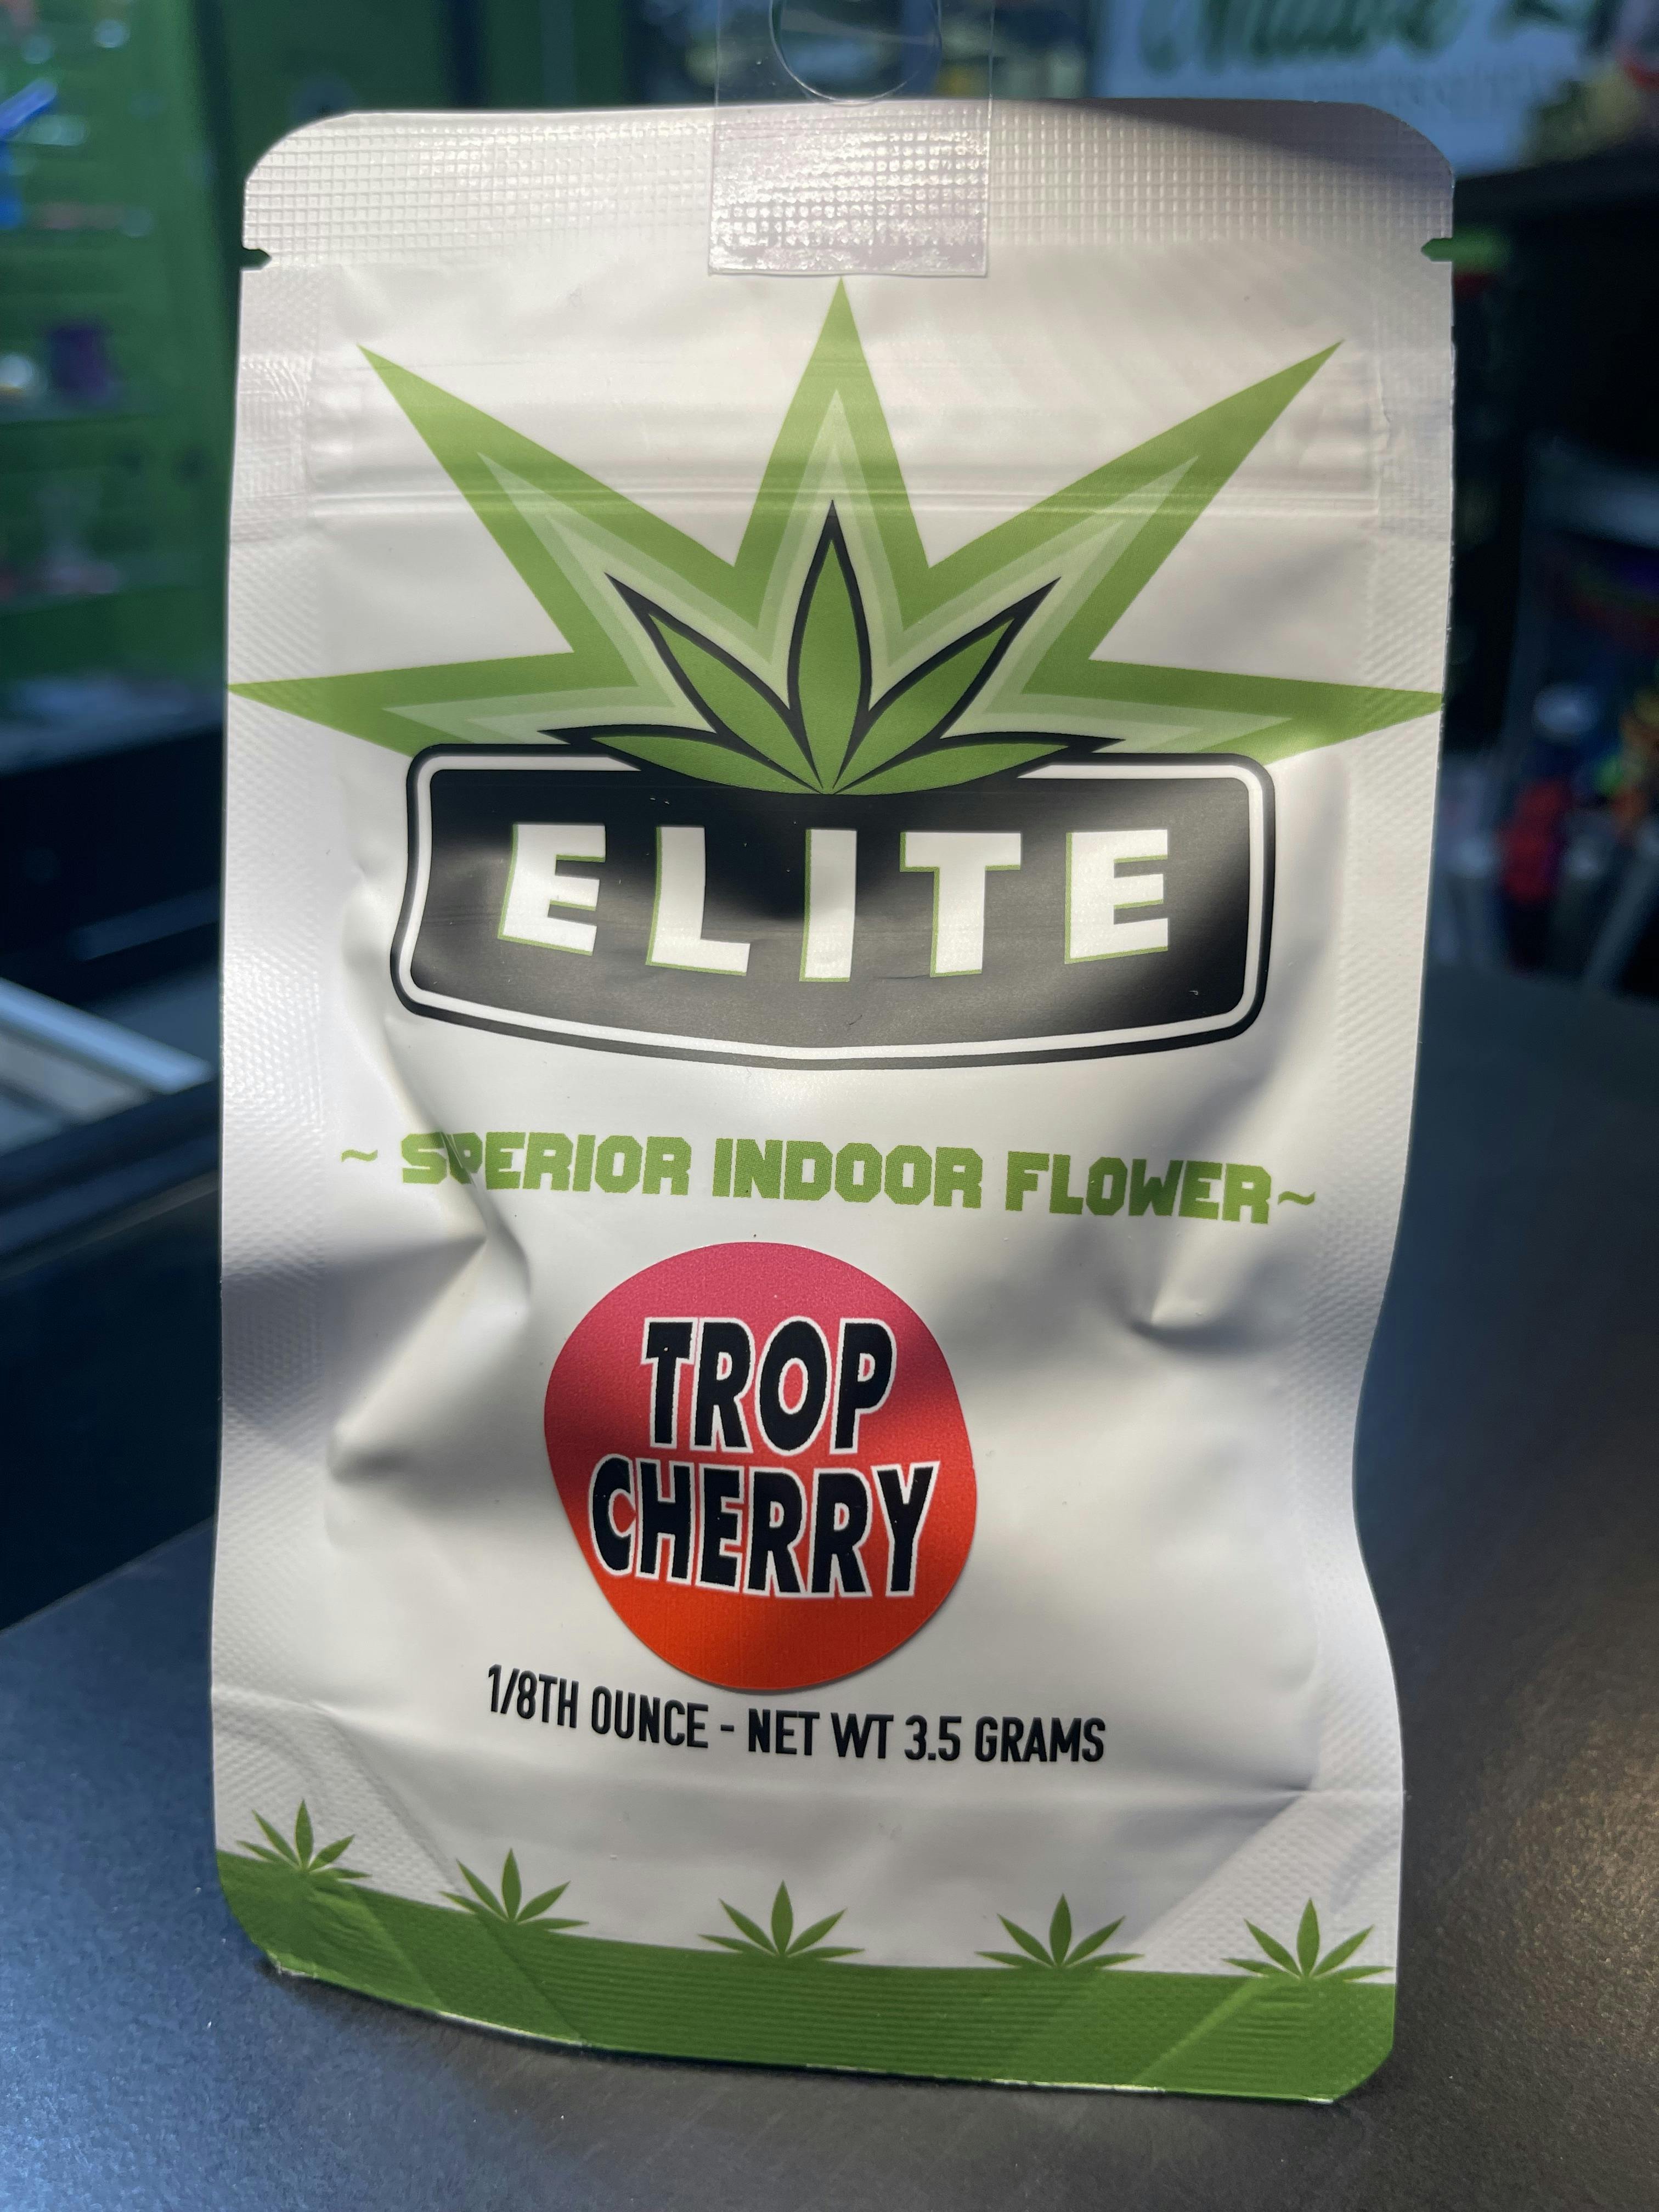 ELITE
~ SPERIOR INDOOR FLOWER~
TROP
CHERRY
1/8TH OUNCE - NET WT 3.5 GRAMS